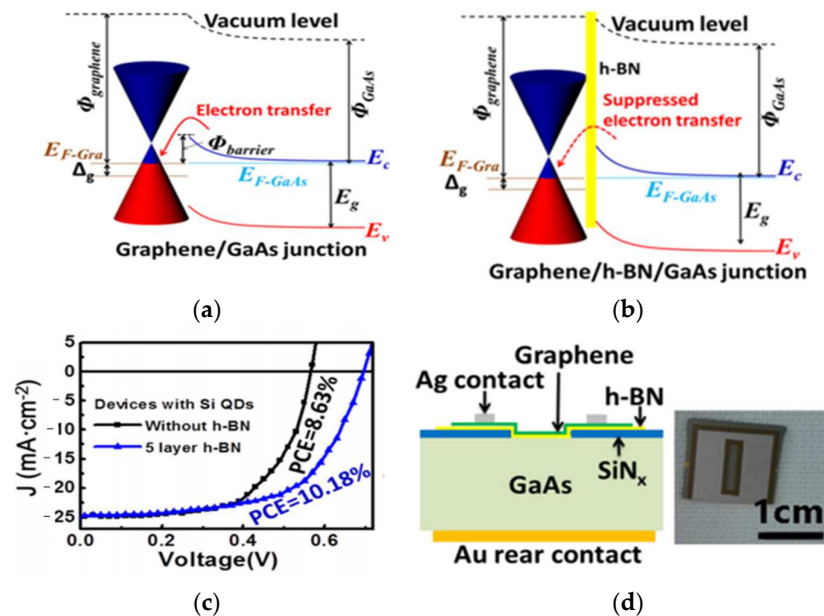 Vacuum level
Φgraphene
ΦGaAs
Electron transfer
Φbarrier
EF-Gra
Δg
EF-GaAs
Ec
Eg
Ev
Graphene/GaAs junction
(a)
Vacuum level
h-BN
Φgraphene
ΦGaAs
Suppressed
electron transfer
EF-Gra
Δg
EF-GaAs
Ec
Eg
Ev
Graphene/h-BN/GaAs junction
(b)
J (mA·cm-2)
5
0
-5
-10
-15
-20
-25
Devices with Si QDs
Without h-BN
5 layer h-BN
PCE=8.63%
PCE=10.18%
0.0
0.2
0.4
0.6
Voltage(V)
(c)
Graphene
Ag contact
h-BN
SiNx
GaAs
Au rear contact
1cm
(d)